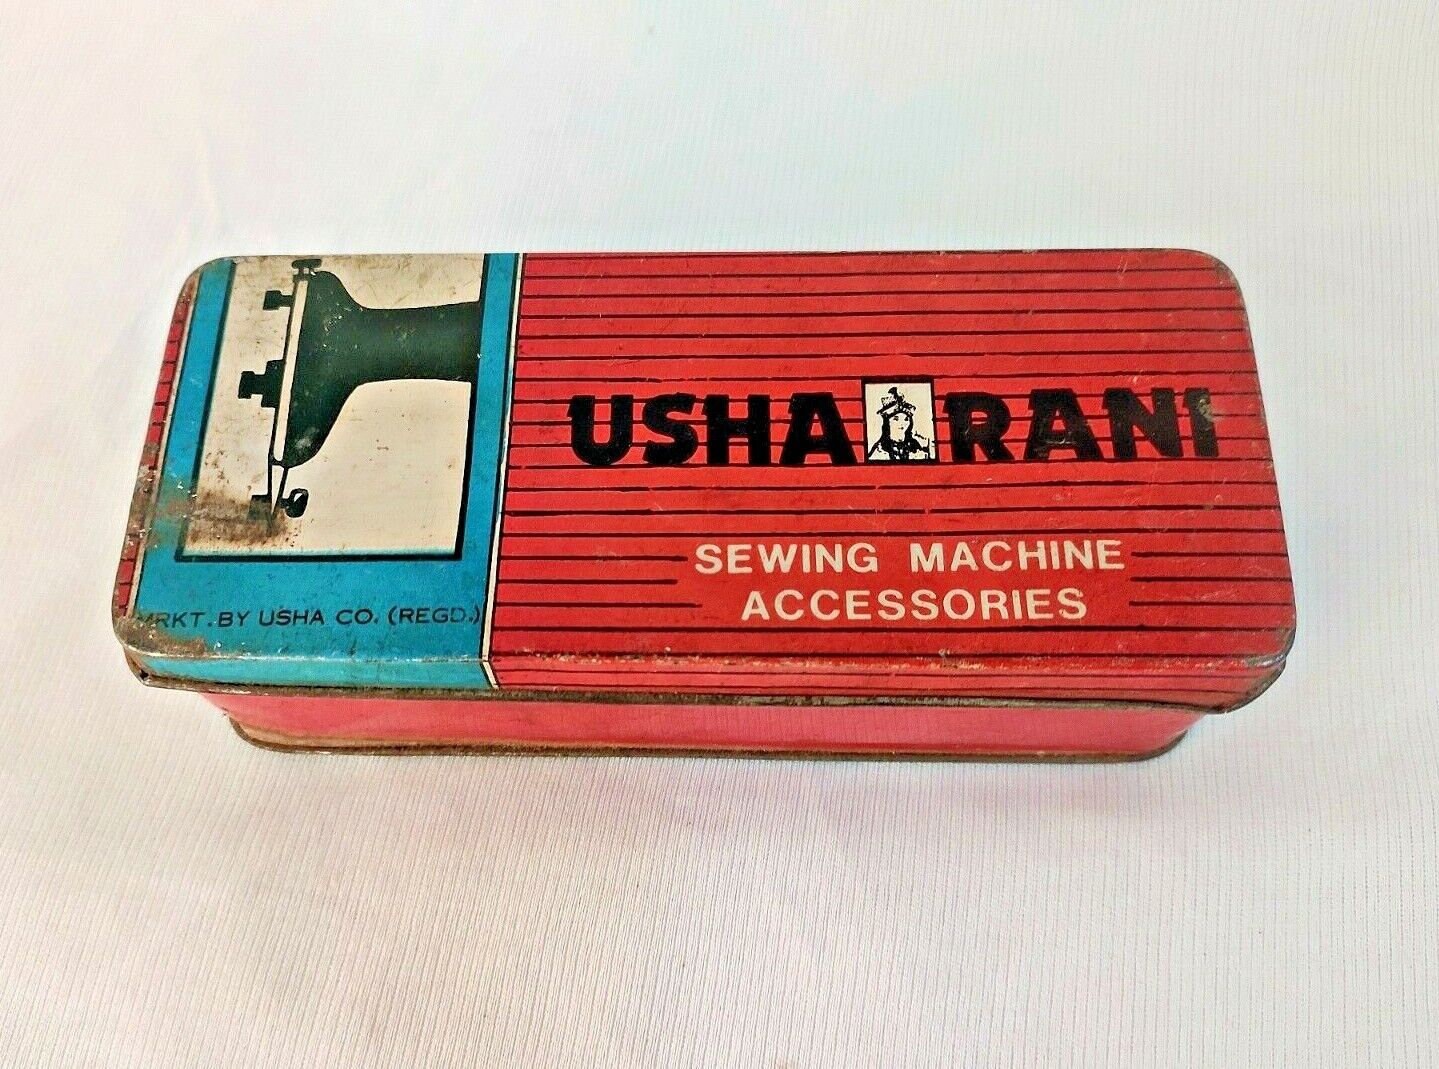 USHA RANI
SEWING MACHINE
ACCESSORIES
MRKT. BY USHA CO. (REGD.)